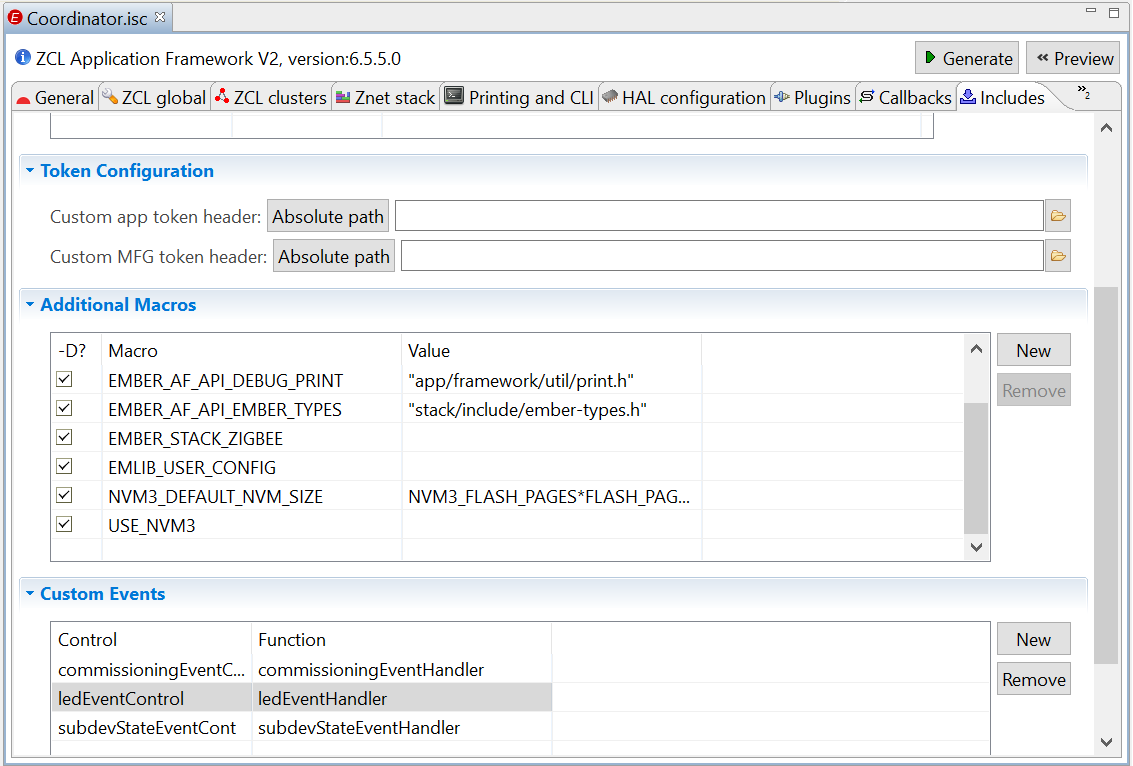 Coordinator.isc
ZCL Application Framework V2, version:6.5.5.0
Generate
Preview
General
ZCL global
ZCL clusters
Znet stack
Printing and CLI
HAL configuration
Plugins
Callbacks
Includes
»2
Token Configuration
Custom app token header: Absolute path
Custom MFG token header: Absolute path
Additional Macros
-D? Macro Value
New
EMBER_AF_API_DEBUG_PRINT "app/framework/util/print.h"
Remove
EMBER_AF_API_EMBER_TYPES "stack/include/ember-types.h"
EMBER_STACK_ZIGBEE
EMLIB_USER_CONFIG
NVM3_DEFAULT_NVM_SIZE NVM3_FLASH_PAGES*FLASH_PAG...
USE_NVM3
Custom Events
Control Function
New
commissioningEventC... commissioningEventHandler
Remove
ledEventControl ledEventHandler
subdevStateEventCont subdevStateEventHandler